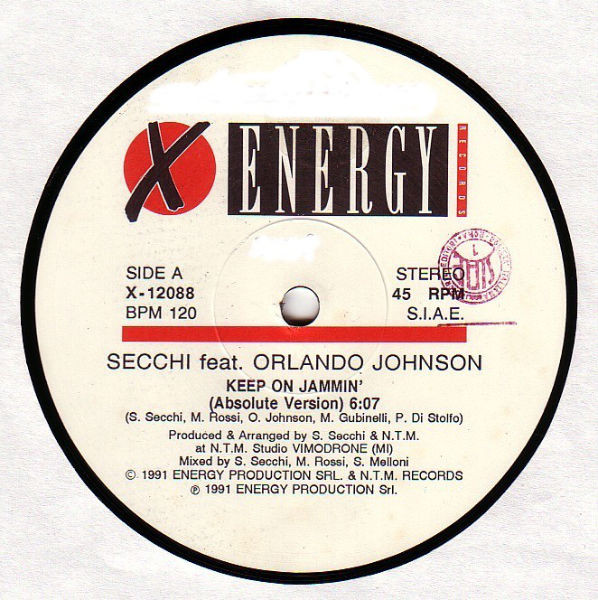 X ENERGY RECORDS
SIDE A
X-12088
BPM 120
STEREO
45 RPM
S.I.A.E.
SECCHI feat. ORLANDO JOHNSON
KEEP ON JAMMIN'
(Absolute Version) 6:07
(S. Secchi, M. Rossi, O. Johnson, M. Gubinelli, P. Di Stolfo)
Produced & Arranged by S. Secchi & N.T.M.
at N.T.M. Studio VIMODRONE (MI)
Mixed by S. Secchi, M. Rossi, S. Melloni
© 1991 ENERGY PRODUCTION SRL. & N.T.M. RECORDS
℗ 1991 ENERGY PRODUCTION Srl.